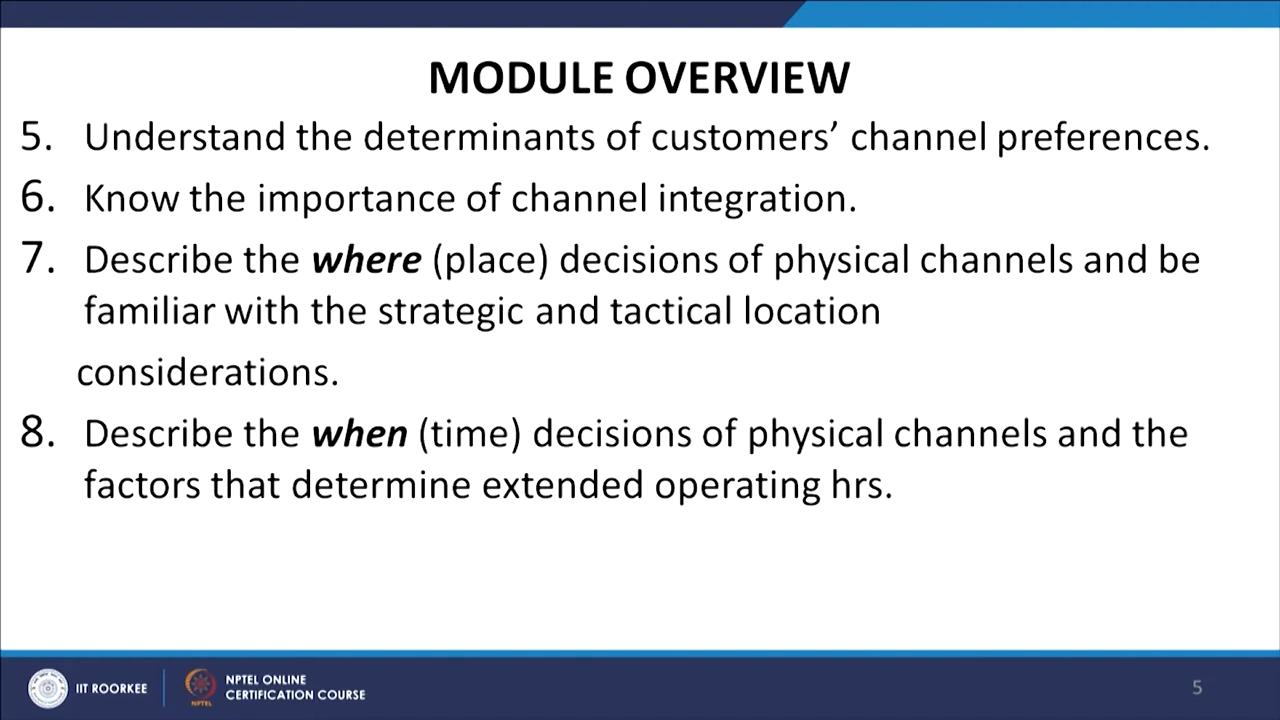 MODULE OVERVIEW
5. Understand the determinants of customers’ channel preferences.
6. Know the importance of channel integration.
7. Describe the where (place) decisions of physical channels and be
familiar with the strategic and tactical location
considerations.
8. Describe the when (time) decisions of physical channels and the
factors that determine extended operating hrs.
IIT ROORKEE
NPTEL
NPTEL ONLINE
CERTIFICATION COURSE
5